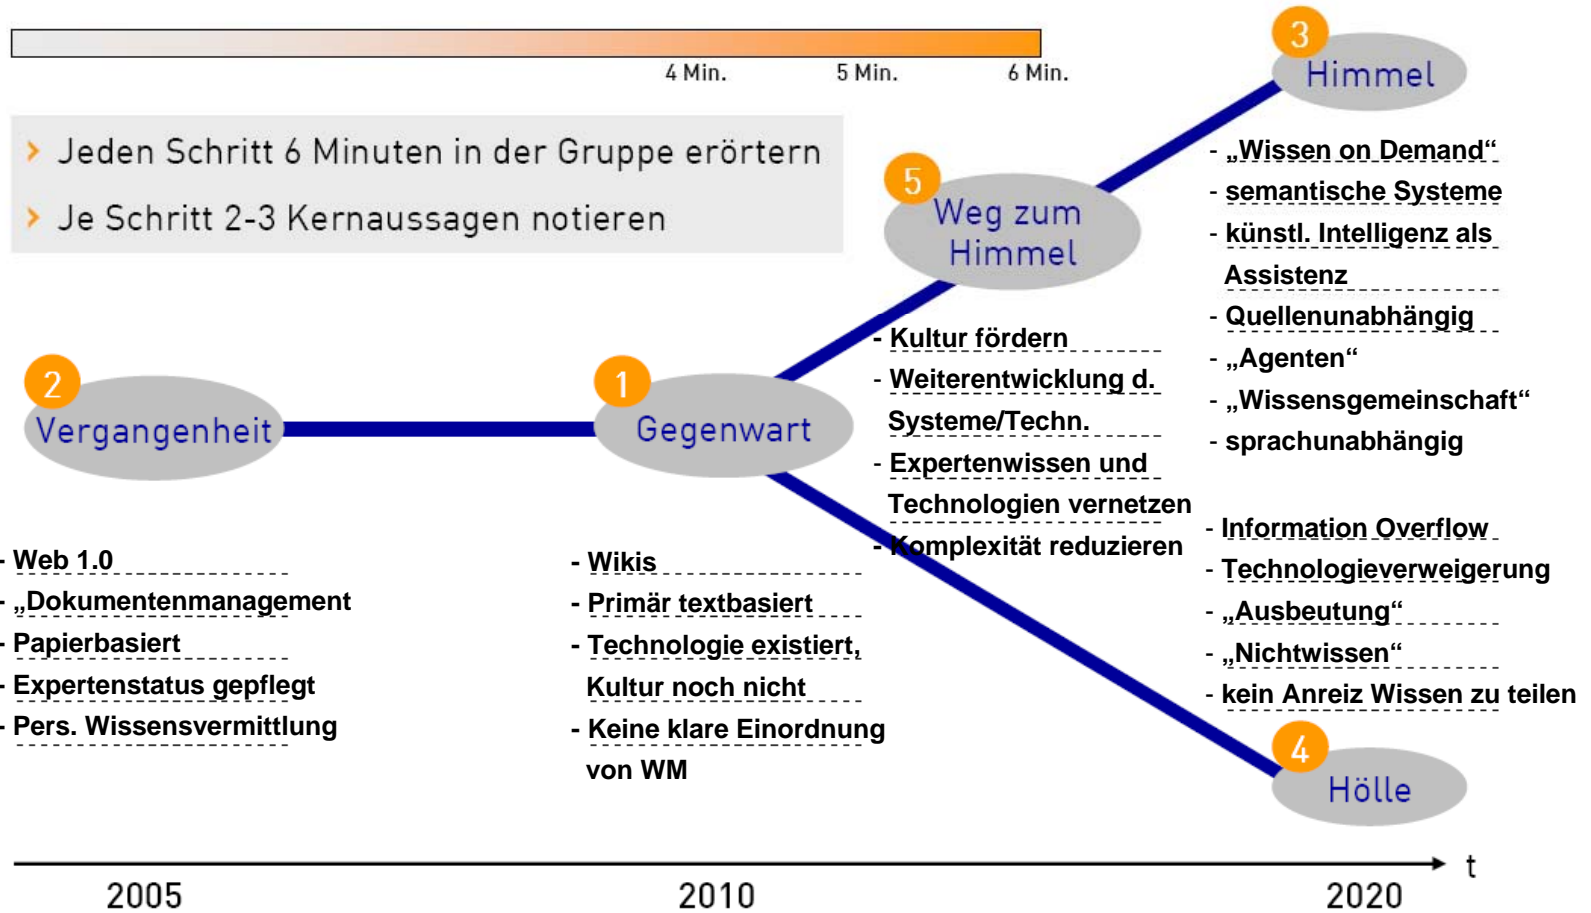 4 Min.
5 Min.
6 Min.
› Jeden Schritt 6 Minuten in der Gruppe erörtern
› Je Schritt 2-3 Kernaussagen notieren
3
Himmel
- „Wissen on Demand“
- semantische Systeme
- künstl. Intelligenz als
Assistenz
- Quellenunabhängig
- „Agenten“
- „Wissensgemeinschaft“
- sprachunabhängig
5
Weg zum
Himmel
- Kultur fördern
- Weiterentwicklung d.
Systeme/Techn.
- Expertenwissen und
Technologien vernetzen
- Komplexität reduzieren
2
Vergangenheit
- Web 1.0
- „Dokumentenmanagement
- Papierbasiert
- Expertenstatus gepflegt
- Pers. Wissensvermittlung
1
Gegenwart
- Wikis
- Primär textbasiert
- Technologie existiert,
Kultur noch nicht
- Keine klare Einordnung
von WM
- Information Overflow
- Technologieverweigerung
- „Ausbeutung“
- „Nichtwissen“
- kein Anreiz Wissen zu teilen
4
Hölle
t
2005
2010
2020